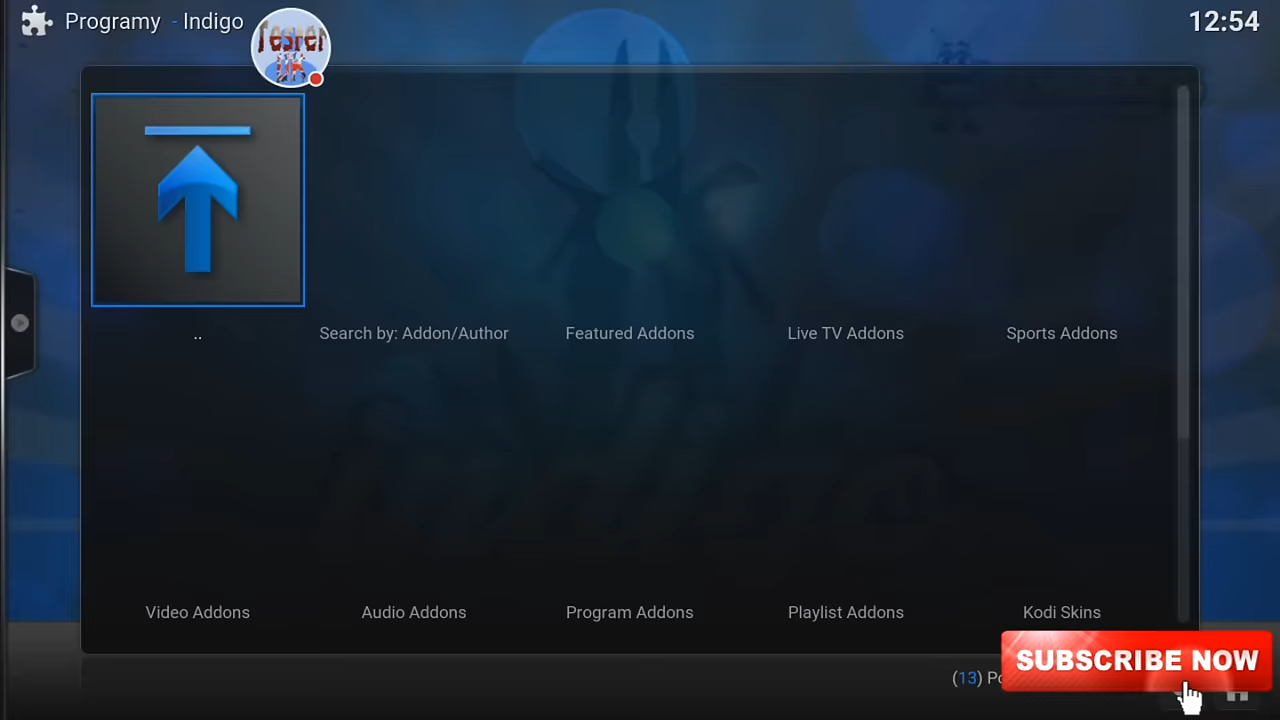 Programy - Indigo
12:54
..
Search by: Addon/Author
Featured Addons
Live TV Addons
Sports Addons
Video Addons
Audio Addons
Program Addons
Playlist Addons
Kodi Skins
(13)
SUBSCRIBE NOW